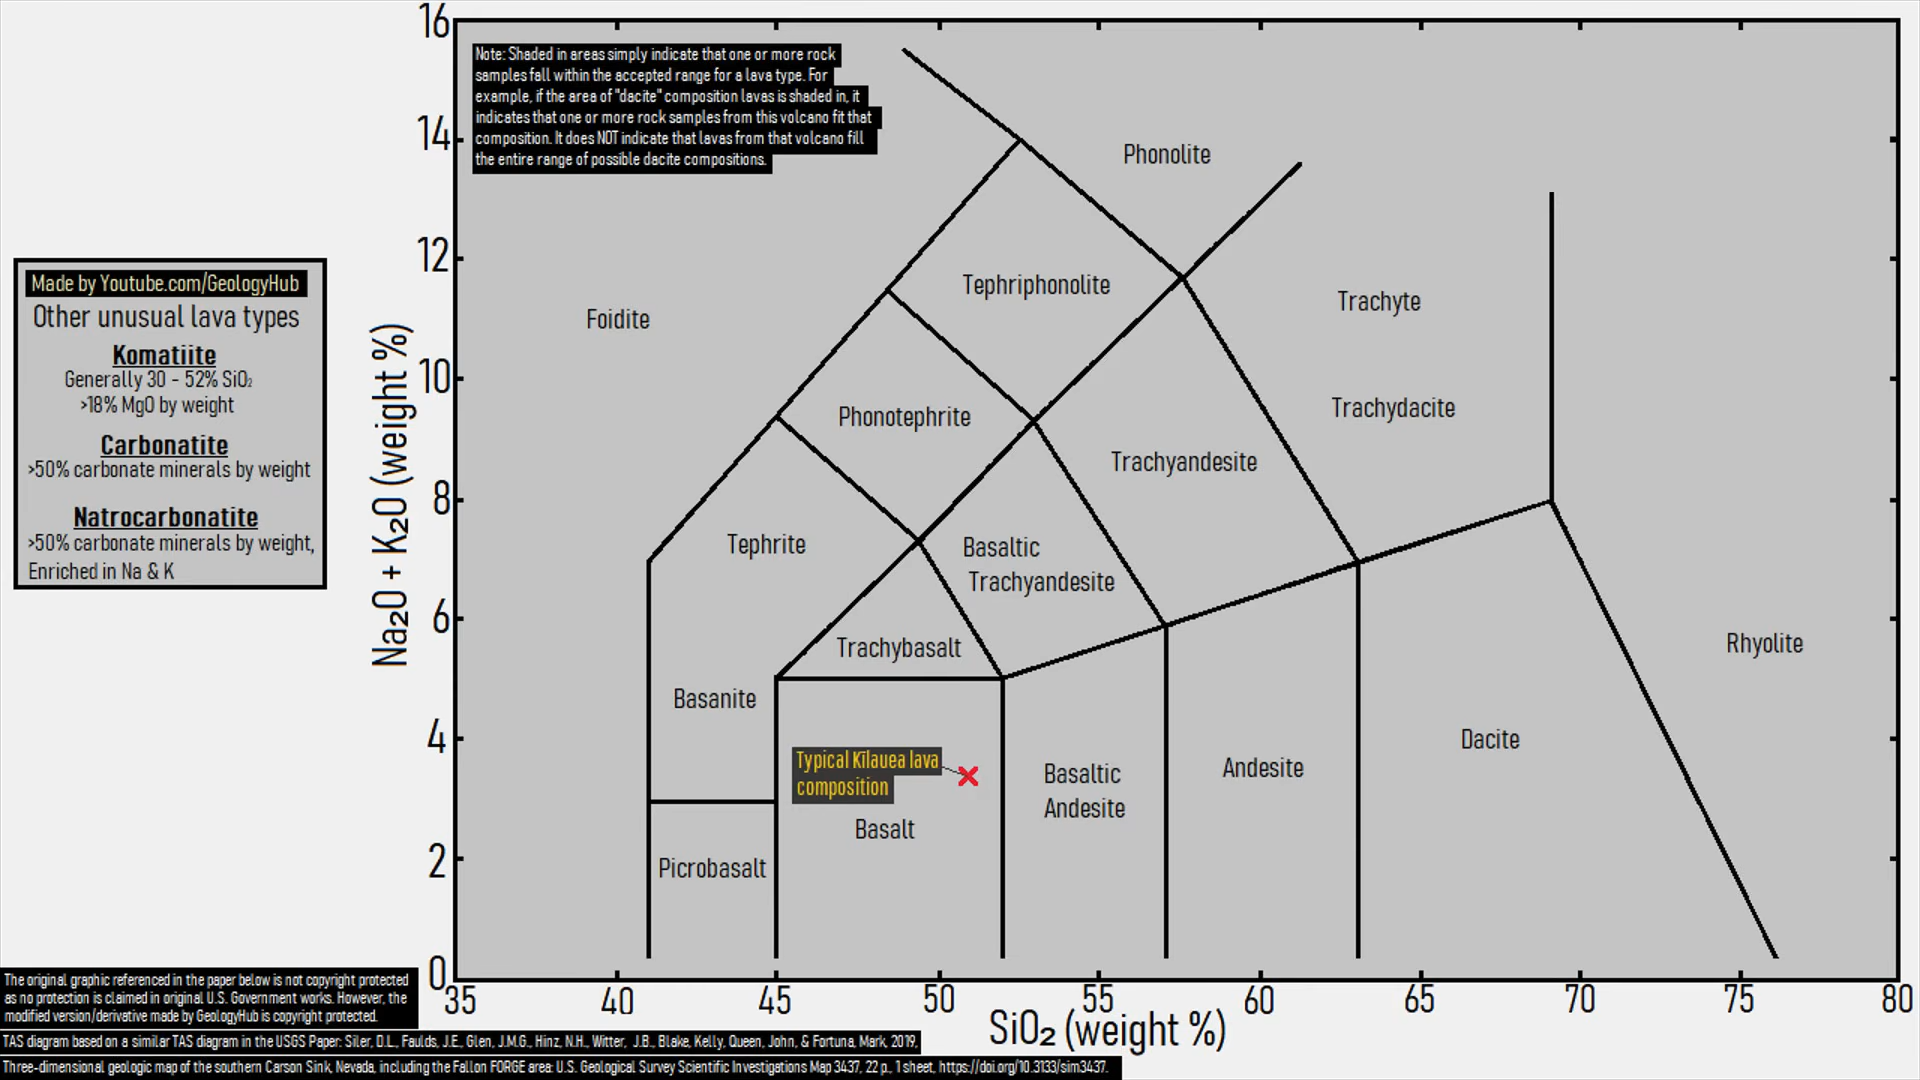 Note: Shaded in areas simply indicate that one or more rock
samples fall within the accepted range for a lava type. For
example, if the area of "dacite" composition lavas is shaded in, it
indicates that one or more rock samples from this volcano fit that
composition. It does NOT indicate that lavas from that volcano fill
the entire range of possible dacite compositions.
Made by Youtube.com/GeologyHub
Other unusual lava types
Komatiite
Generally 30 - 52% SiO₂
>18% MgO by weight
Carbonatite
>50% carbonate minerals by weight
Natrocarbonatite
>50% carbonate minerals by weight,
Enriched in Na & K
Na₂O + K₂O (weight %)
16
14
12
10
8
6
4
2
0
Phonolite
Tephriphonolite
Foidite
Trachyte
Trachydacite
Phonotephrite
Trachyandesite
Tephrite
Basaltic
Trachyandesite
Trachybasalt
Rhyolite
Basanite
Dacite
Typical Kīlauea lava
composition
Basaltic
Andesite
Andesite
Basalt
Picrobasalt
35 40 45 50 55 60 65 70 75 80
SiO₂ (weight %)
The original graphic referenced in the paper below is not copyright protected
as no protection is claimed in original U.S. Government works. However, the
modified version/derivative made by GeologyHub is copyright protected.
TAS diagram based on a similar TAS diagram in the USGS Paper: Siler, D.L., Faulds, J.E., Glen, J.M.G., Hinz, N.H., Witter, J.B., Blake, Kelly, Queen, John, & Fortuna, Mark, 2019,
Three-dimensional geologic map of the southern Carson Sink, Nevada, including the Fallon FORGE area: U.S. Geological Survey Scientific Investigations Map 3437, 22 p., 1 sheet, https://doi.org/10.3133/sim3437.